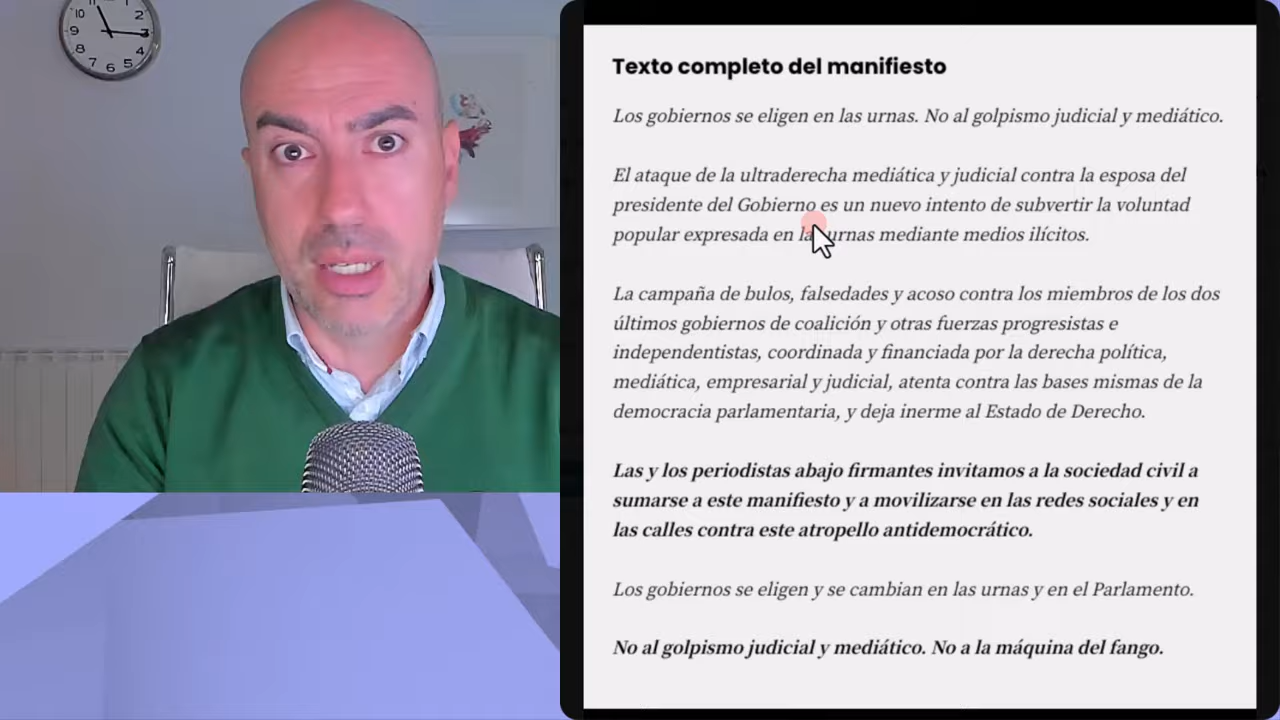 Texto completo del manifiesto
Los gobiernos se eligen en las urnas. No al golpismo judicial y mediático.
El ataque de la ultraderecha mediática y judicial contra la esposa del
presidente del Gobierno es un nuevo intento de subvertir la voluntad
popular expresada en las urnas mediante medios ilícitos.
La campaña de bulos, falsedades y acoso contra los miembros de los dos
últimos gobiernos de coalición y otras fuerzas progresistas e
independentistas, coordinada y financiada por la derecha política,
mediática, empresarial y judicial, atenta contra las bases mismas de la
democracia parlamentaria, y deja inerme al Estado de Derecho.
Las y los periodistas abajo firmantes invitamos a la sociedad civil a
sumarse a este manifiesto y a movilizarse en las redes sociales y en
las calles contra este atropello antidemocrático.
Los gobiernos se eligen y se cambian en las urnas y en el Parlamento.
No al golpismo judicial y mediático. No a la máquina del fango.